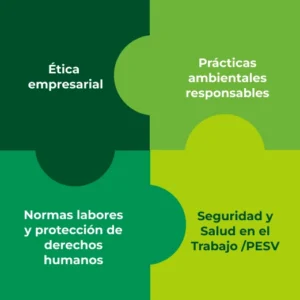 Ética
empresarial
Prácticas
ambientales
responsables
Normas labores
y protección de
derechos
humanos
Seguridad y
Salud en el
Trabajo /PESV